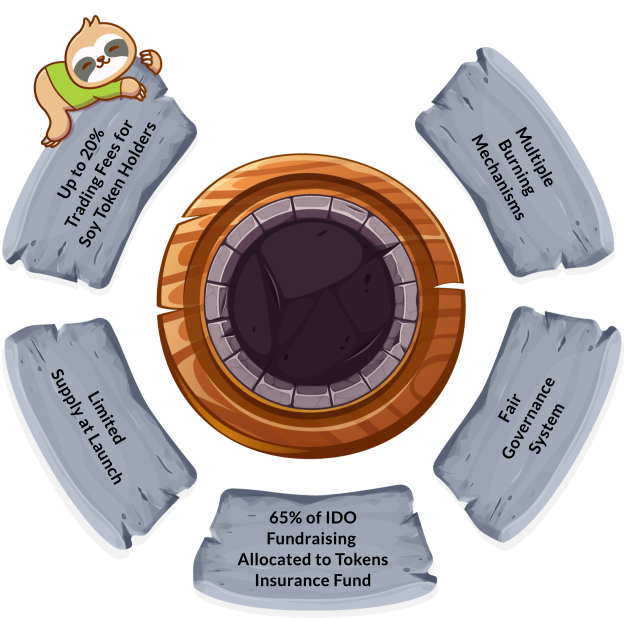 Up to 20%
Trading Fees for
Soy Token Holders
Multiple
Burning
Mechanisms
Limited
Supply at Launch
Fair
Governance
System
65% of IDO
Fundraising
Allocated to Tokens
Insurance Fund